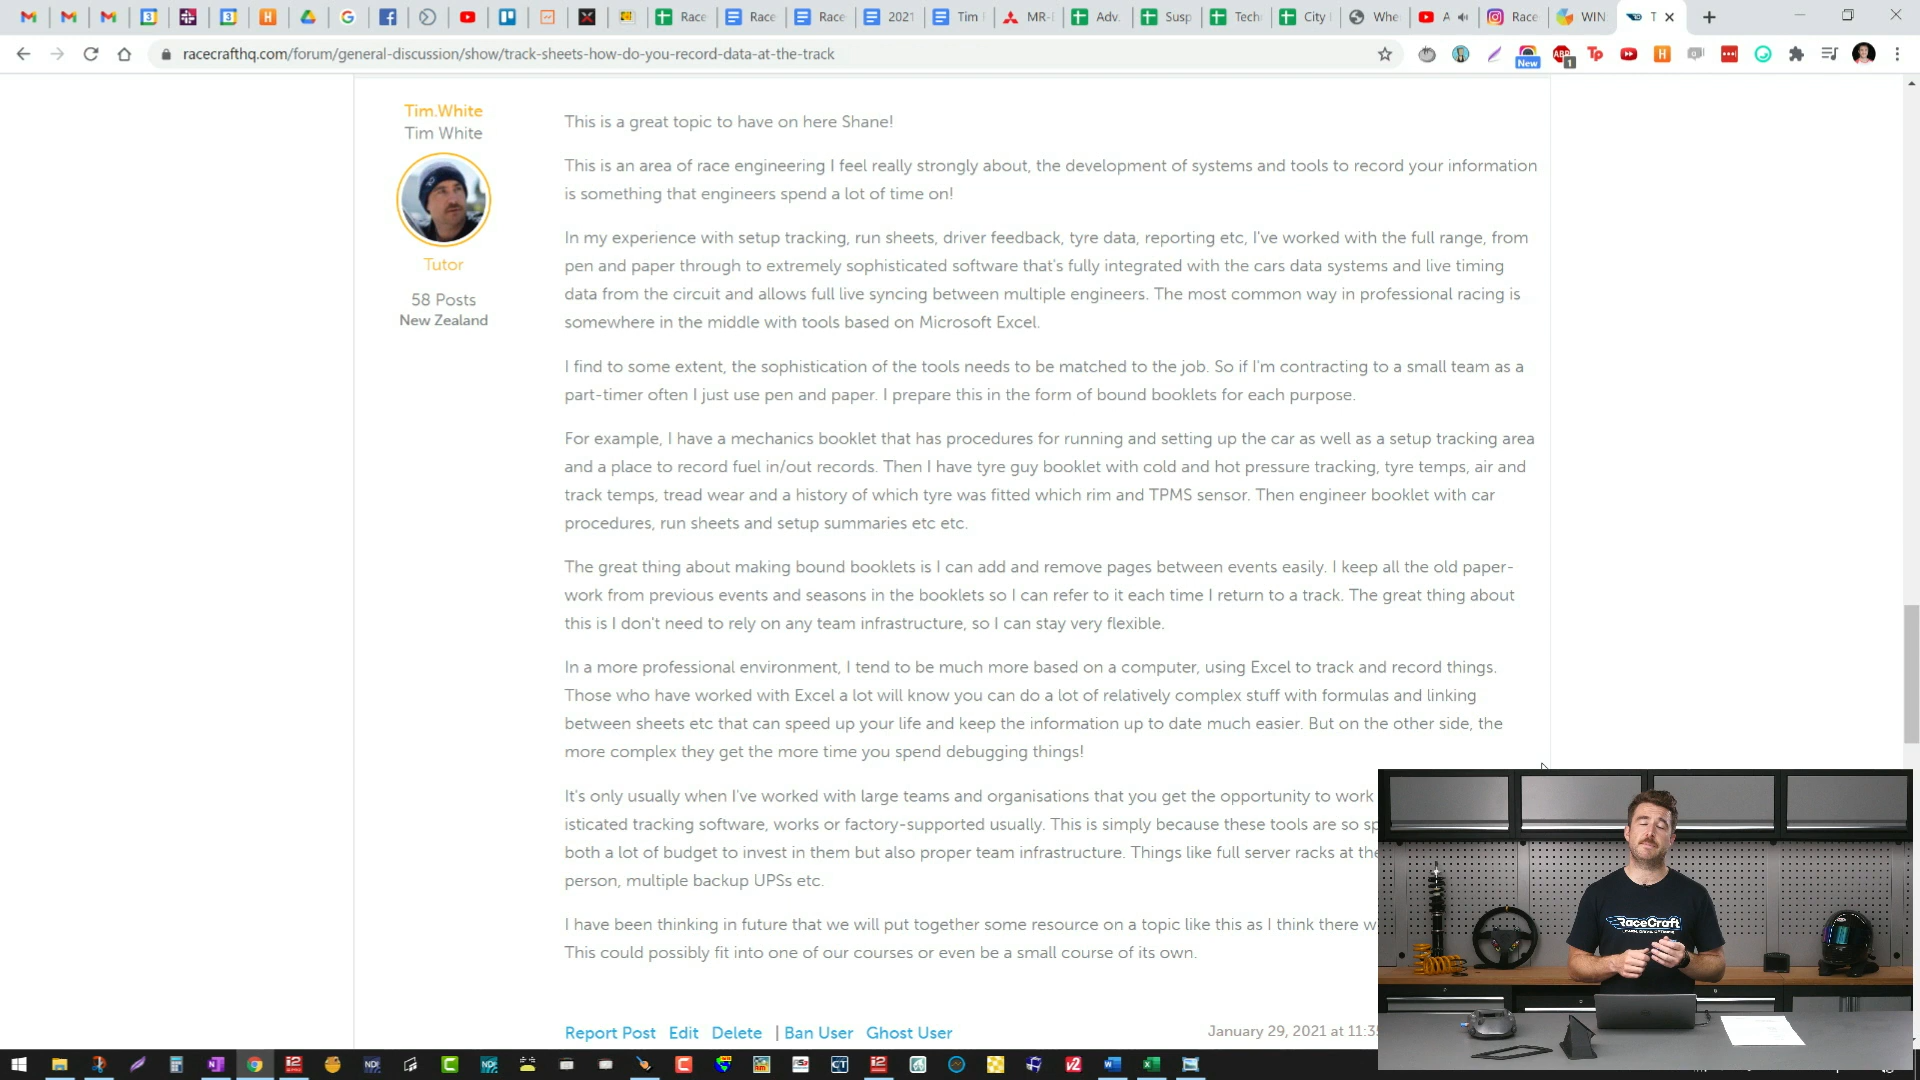 Race
Race
Race
2021
Tim
MR-
Adv.
Susp
Tech
City
Whe
A
Race
WIN
T
racecrafthq.com/forum/general-discussion/show/track-sheets-how-do-you-record-data-at-the-track
New
Tim.White
Tim White
Tutor
58 Posts
New Zealand
This is a great topic to have on here Shane!
This is an area of race engineering I feel really strongly about, the development of systems and tools to record your information
is something that engineers spend a lot of time on!
In my experience with setup tracking, run sheets, driver feedback, tyre data, reporting etc, I've worked with the full range, from
pen and paper through to extremely sophisticated software that's fully integrated with the cars data systems and live timing
data from the circuit and allows full live syncing between multiple engineers. The most common way in professional racing is
somewhere in the middle with tools based on Microsoft Excel.
I find to some extent, the sophistication of the tools needs to be matched to the job. So if I'm contracting to a small team as a
part-timer often I just use pen and paper. I prepare this in the form of bound booklets for each purpose.
For example, I have a mechanics booklet that has procedures for running and setting up the car as well as a setup tracking area
and a place to record fuel in/out records. Then I have tyre guy booklet with cold and hot pressure tracking, tyre temps, air and
track temps, tread wear and a history of which tyre was fitted which rim and TPMS sensor. Then engineer booklet with car
procedures, run sheets and setup summaries etc etc.
The great thing about making bound booklets is I can add and remove pages between events easily. I keep all the old paper-
work from previous events and seasons in the booklets so I can refer to it each time I return to a track. The great thing about
this is I don't need to rely on any team infrastructure, so I can stay very flexible.
In a more professional environment, I tend to be much more based on a computer, using Excel to track and record things.
Those who have worked with Excel a lot will know you can do a lot of relatively complex stuff with formulas and linking
between sheets etc that can speed up your life and keep the information up to date much easier. But on the other side, the
more complex they get the more time you spend debugging things!
It's only usually when I've worked with large teams and organisations that you get the opportunity to work
isticated tracking software, works or factory-supported usually. This is simply because these tools are so sp
both a lot of budget to invest in them but also proper team infrastructure. Things like full server racks at the
person, multiple backup UPSs etc.
I have been thinking in future that we will put together some resource on a topic like this as I think there w
This could possibly fit into one of our courses or even be a small course of its own.
Report Post Edit Delete | Ban User Ghost User
January 29, 2021 at 11:3
RaceCraft